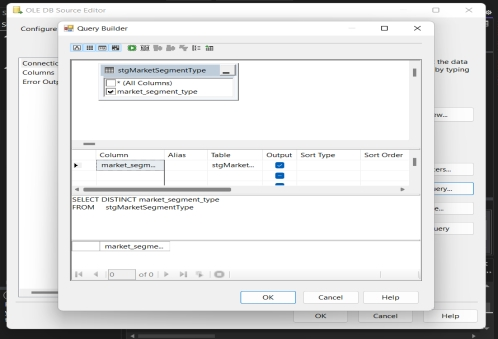 OLE DB Source Editor
Query Builder
Configure
the data
by typing
Connectio
Columns
Error Outp
stgMarketSegmentType
* (All Columns)
market_segment_type
ew...
Column Alias Table Output Sort Type Sort Order
market_segm... stgMarket...
ers...
ery...
SELECT DISTINCT market_segment_type
FROM stgMarketSegmentType
e...
uery
market_segme...
0 of 0
OK Cancel Help
OK Cancel Help